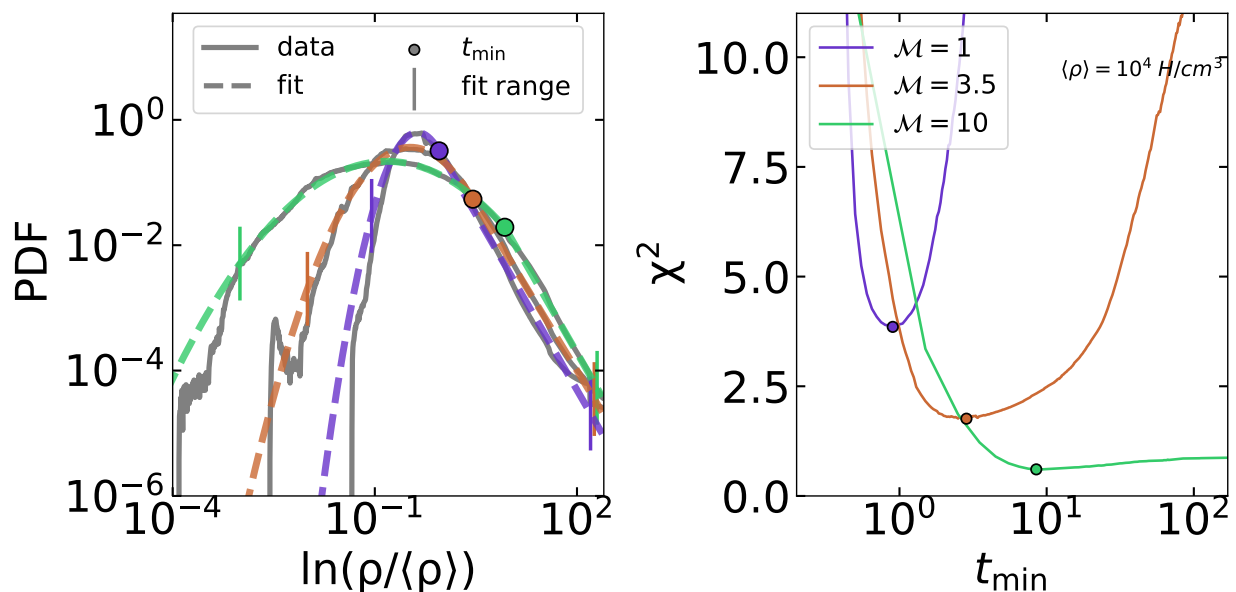 data
fit
t_min
fit range
10^0
10^-2
10^-4
10^-6
10^-4
10^-1
10^2
PDF
ln(ρ/⟨ρ⟩)
ℳ = 1
ℳ = 3.5
ℳ = 10
⟨ρ⟩ = 10^4 H/cm^3
10.0
7.5
5.0
2.5
0.0
10^0
10^1
10^2
χ^2
t_min